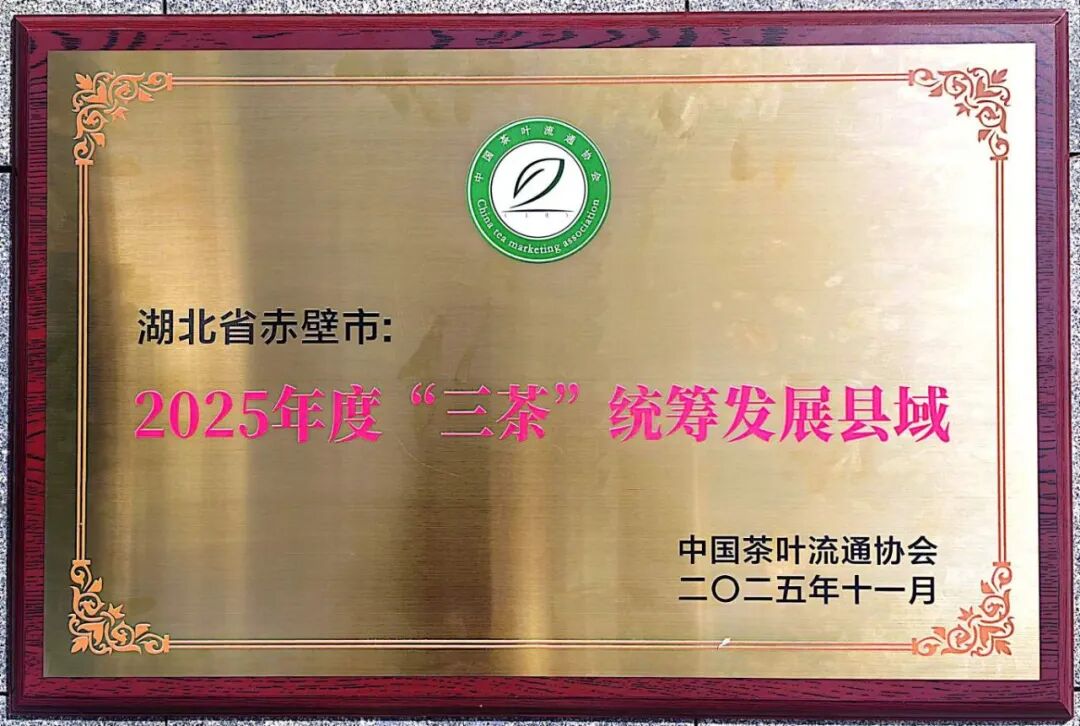 中国茶叶流通协会
China tea marketing association
湖北省赤壁市:
2025年度“三茶”统筹发展县域
中国茶叶流通协会
二〇二五年十一月